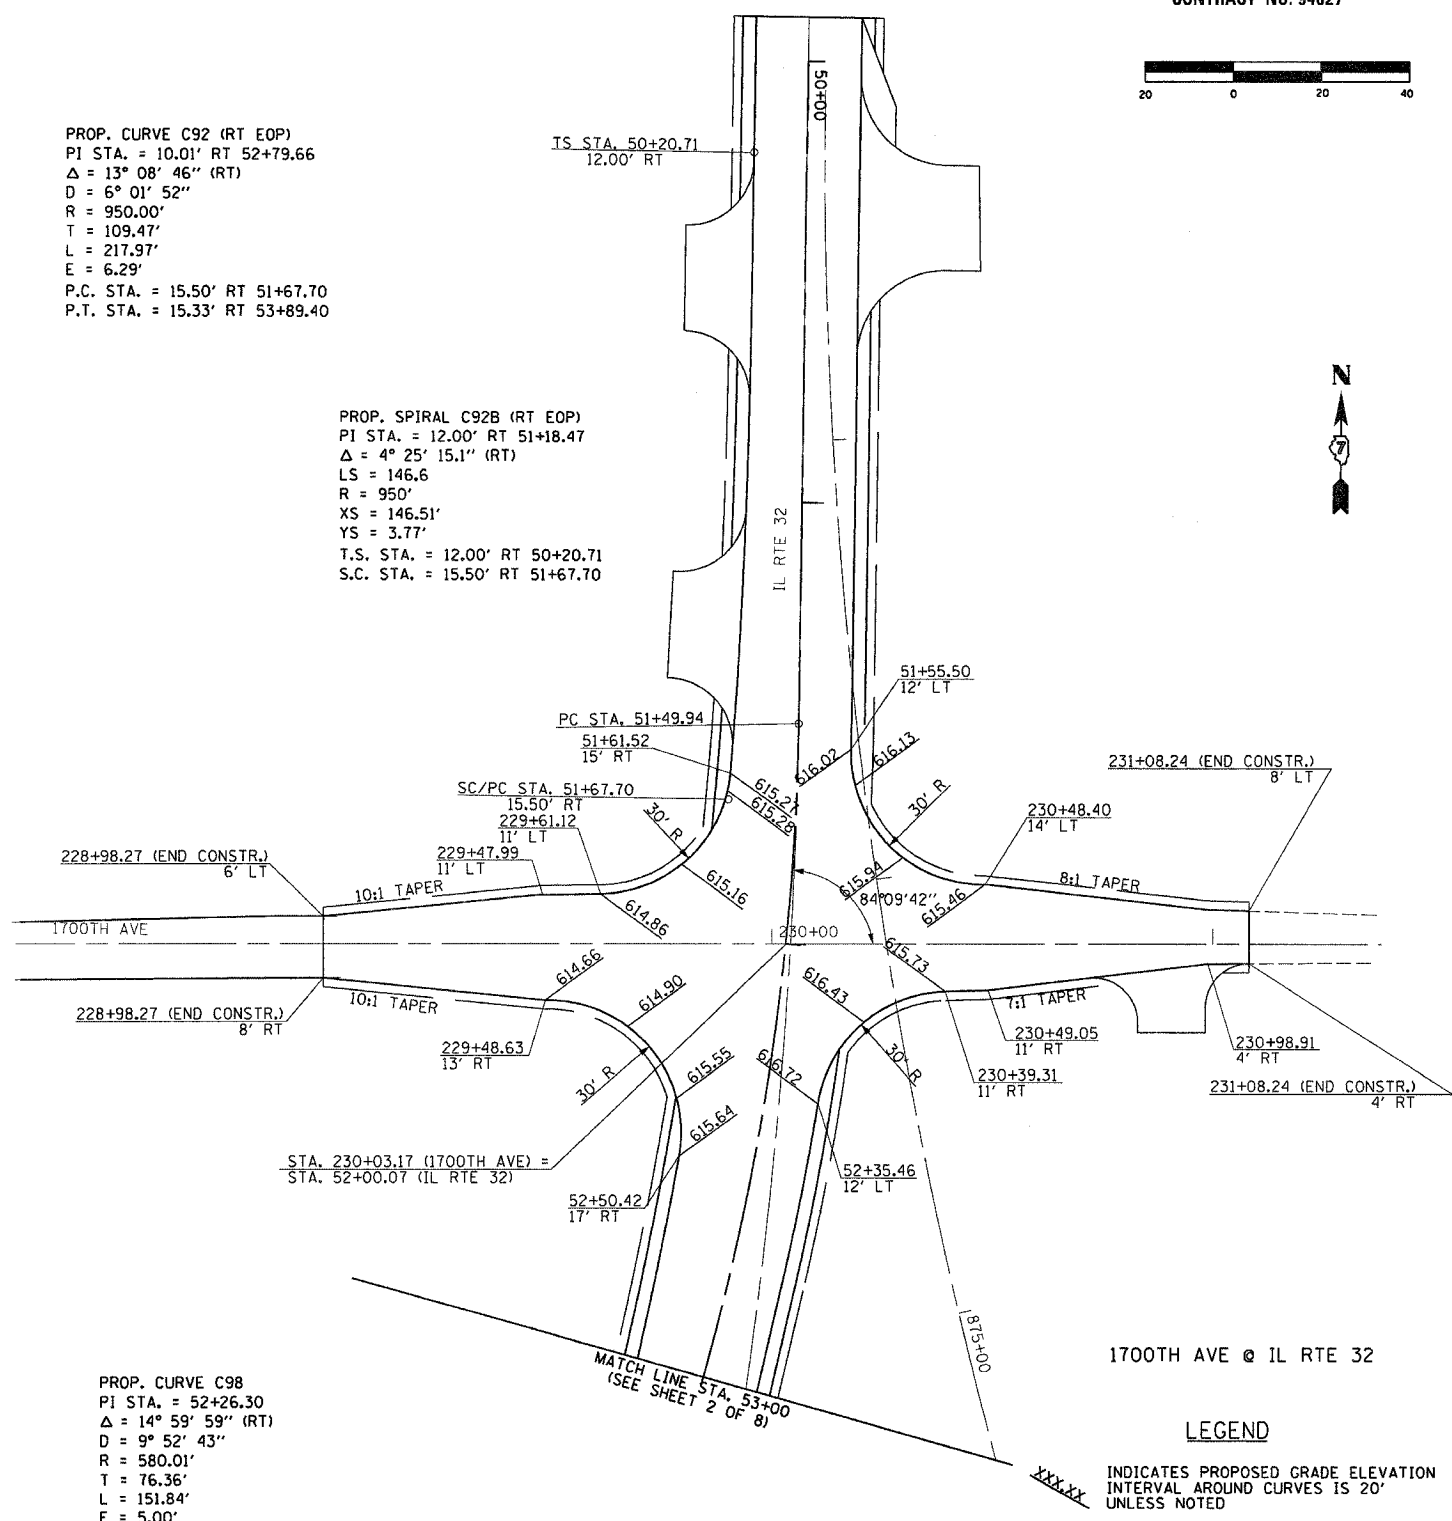 CONTRACT NO. 94827
20 0 20 40
PROP. CURVE C92 (RT EOP)
PI STA. = 10.01' RT 52+79.66
Δ = 13° 08' 46" (RT)
D = 6° 01' 52"
R = 950.00'
T = 109.47'
L = 217.97'
E = 6.29'
P.C. STA. = 15.50' RT 51+67.70
P.T. STA. = 15.33' RT 53+89.40
TS STA. 50+20.71
12.00' RT
50+00
N
7
PROP. SPIRAL C92B (RT EOP)
PI STA. = 12.00' RT 51+18.47
Δ = 4° 25' 15.1" (RT)
LS = 146.6
R = 950'
XS = 146.51'
YS = 3.77'
T.S. STA. = 12.00' RT 50+20.71
S.C. STA. = 15.50' RT 51+67.70
IL RTE 32
51+55.50
12' LT
PC STA. 51+49.94
51+61.52
15' RT
SC/PC STA. 51+67.70
15.50' RT
616.02
616.13
615.27
615.28
30' R
30' R
231+08.24 (END CONSTR.)
8' LT
230+48.40
14' LT
229+61.12
11' LT
229+47.99
11' LT
228+98.27 (END CONSTR.)
6' LT
10:1 TAPER
8:1 TAPER
615.16
614.86
615.94
84°09'42"
615.46
1700TH AVE
230+00
614.66
614.90
615.73
616.43
10:1 TAPER
7:1 TAPER
228+98.27 (END CONSTR.)
8' RT
229+48.63
13' RT
30' R
615.55
616.72
30' R
230+49.05
11' RT
230+39.31
11' RT
230+98.91
4' RT
231+08.24 (END CONSTR.)
4' RT
615.64
STA. 230+03.17 (1700TH AVE) =
STA. 52+00.07 (IL RTE 32)
52+35.46
12' LT
52+50.42
17' RT
875+00
MATCH LINE STA. 53+00
(SEE SHEET 2 OF 8)
1700TH AVE @ IL RTE 32
PROP. CURVE C98
PI STA. = 52+26.30
Δ = 14° 59' 59" (RT)
D = 9° 52' 43"
R = 580.01'
T = 76.36'
L = 151.84'
E = 5.00'
LEGEND
XXX.XX
INDICATES PROPOSED GRADE ELEVATION
INTERVAL AROUND CURVES IS 20'
UNLESS NOTED